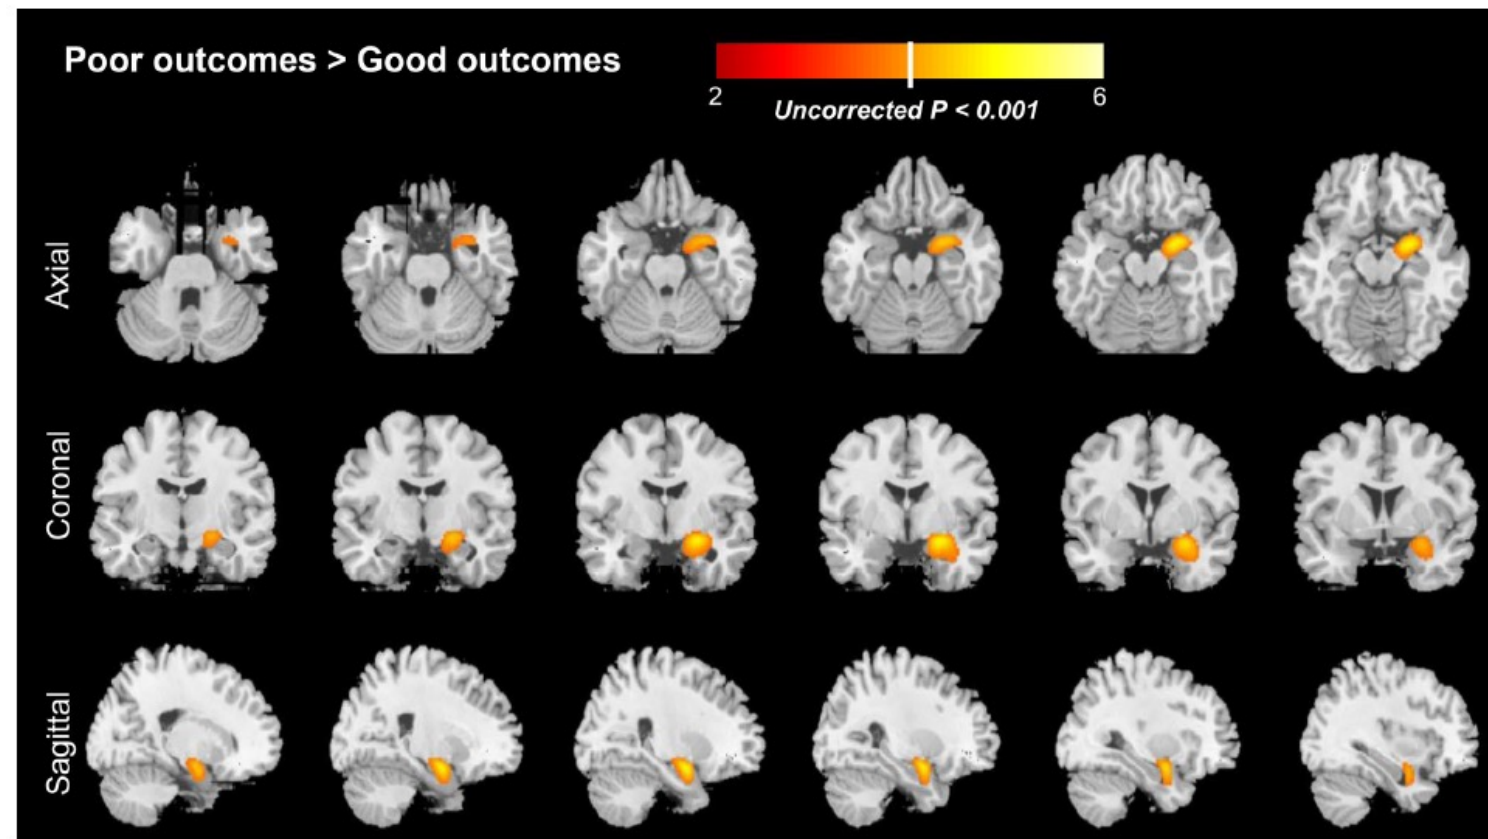 Poor outcomes > Good outcomes
2
6
Uncorrected P < 0.001
Axial
Coronal
Sagittal